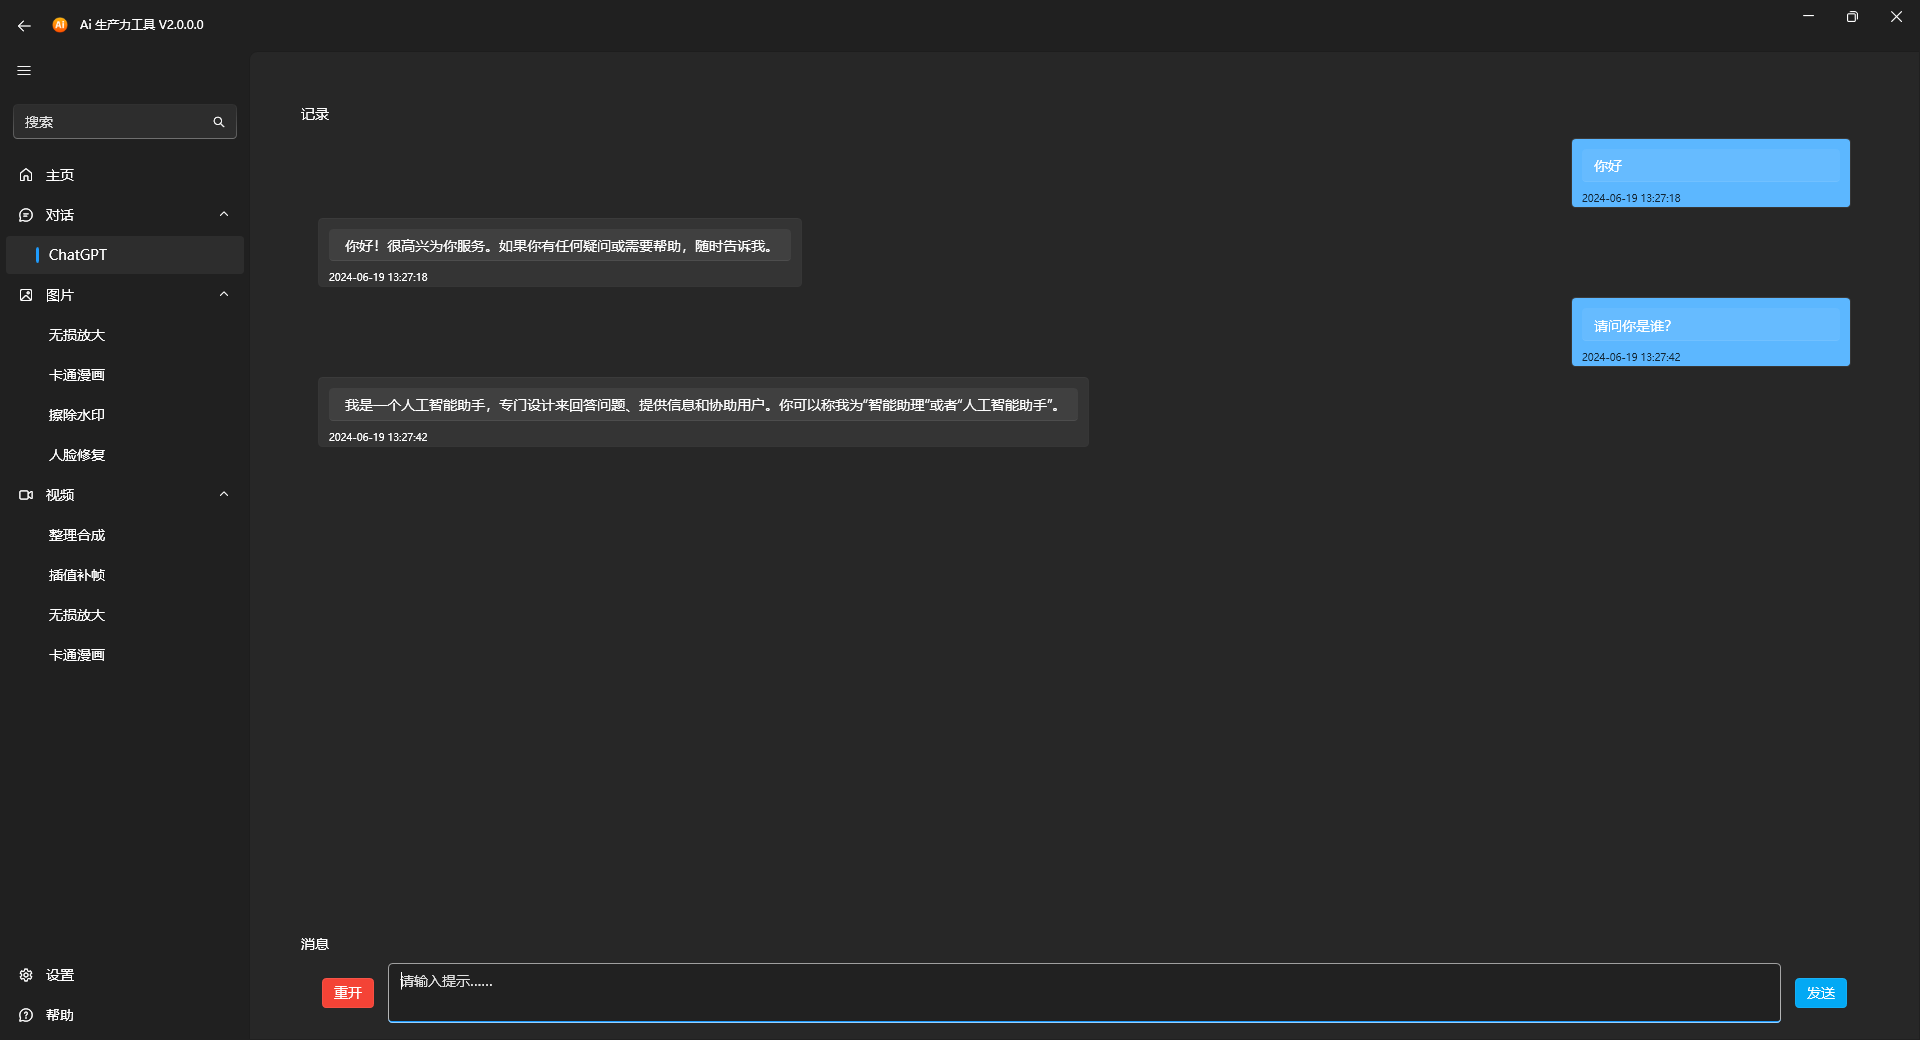 Ai 生产力工具 V2.0.0.0
搜索
主页
对话
ChatGPT
图片
无损放大
卡通漫画
擦除水印
人脸修复
视频
整理合成
插值补帧
无损放大
卡通漫画
设置
帮助
记录
你好
2024-06-19 13:27:18
你好！很高兴为你服务。如果你有任何疑问或需要帮助，随时告诉我。
2024-06-19 13:27:18
请问你是谁？
2024-06-19 13:27:42
我是一个人工智能助手，专门设计来回答问题、提供信息和协助用户。你可以称我为“智能助理”或者“人工智能助手”。
2024-06-19 13:27:42
消息
重开
请输入提示......
发送